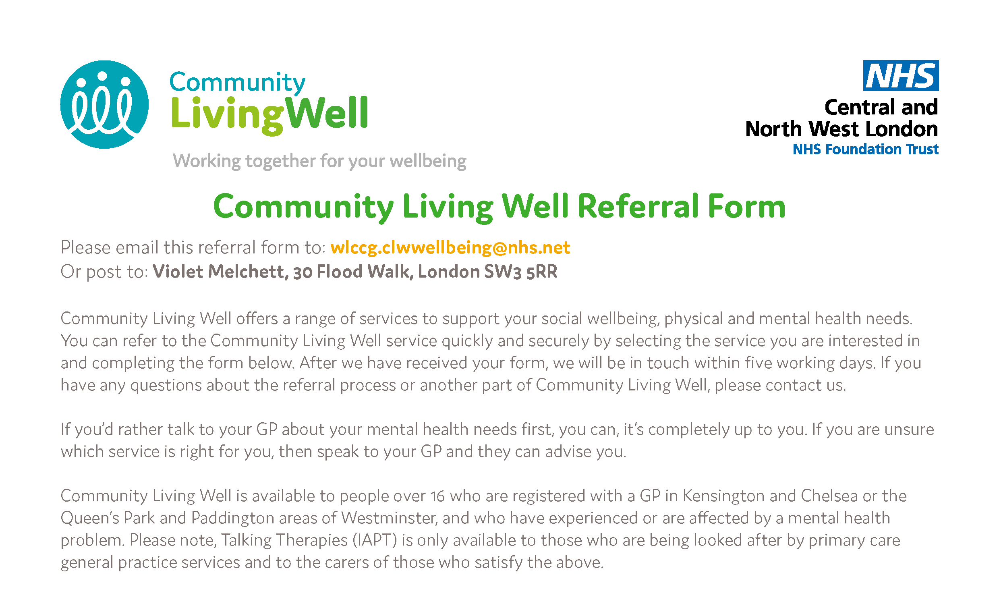 Community
LivingWell
Working together for your wellbeing
NHS
Central and
North West London
NHS Foundation Trust
Community Living Well Referral Form
Please email this referral form to: wlccg.clwwellbeing@nhs.net
Or post to: Violet Melchett, 30 Flood Walk, London SW3 5RR
Community Living Well offers a range of services to support your social wellbeing, physical and mental health needs.
You can refer to the Community Living Well service quickly and securely by selecting the service you are interested in
and completing the form below. After we have received your form, we will be in touch within five working days. If you
have any questions about the referral process or another part of Community Living Well, please contact us.
If you’d rather talk to your GP about your mental health needs first, you can, it’s completely up to you. If you are unsure
which service is right for you, then speak to your GP and they can advise you.
Community Living Well is available to people over 16 who are registered with a GP in Kensington and Chelsea or the
Queen’s Park and Paddington areas of Westminster, and who have experienced or are affected by a mental health
problem. Please note, Talking Therapies (IAPT) is only available to those who are being looked after by primary care
general practice services and to the carers of those who satisfy the above.